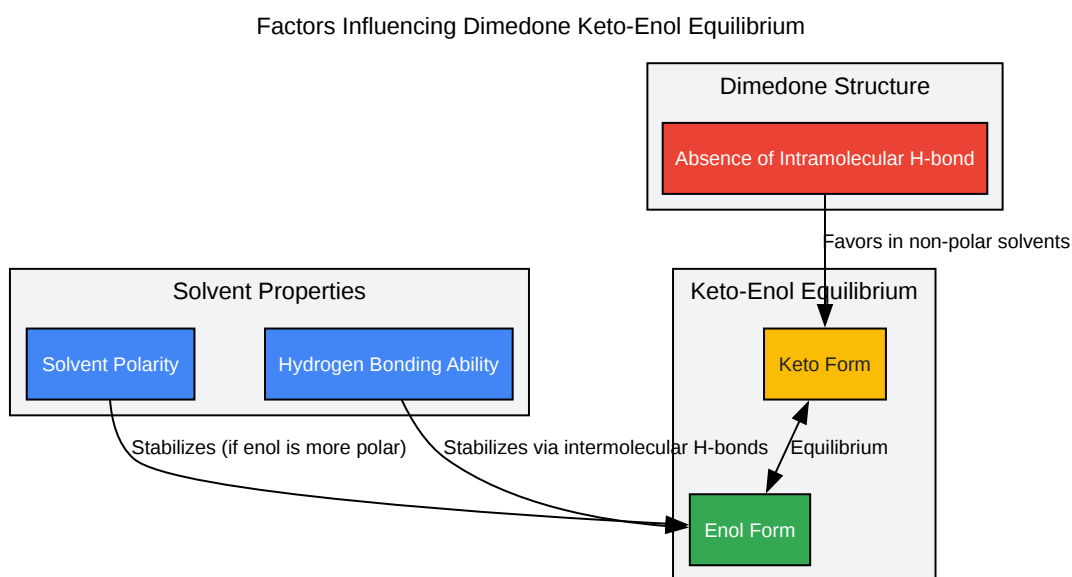 Factors Influencing Dimedone Keto-Enol Equilibrium
Dimedone Structure
Absence of Intramolecular H-bond
Favors in non-polar solvents
Solvent Properties
Solvent Polarity
Hydrogen Bonding Ability
Keto-Enol Equilibrium
Keto Form
Stabilizes (if enol is more polar)
Stabilizes via intermolecular H-bonds
Equilibrium
Enol Form